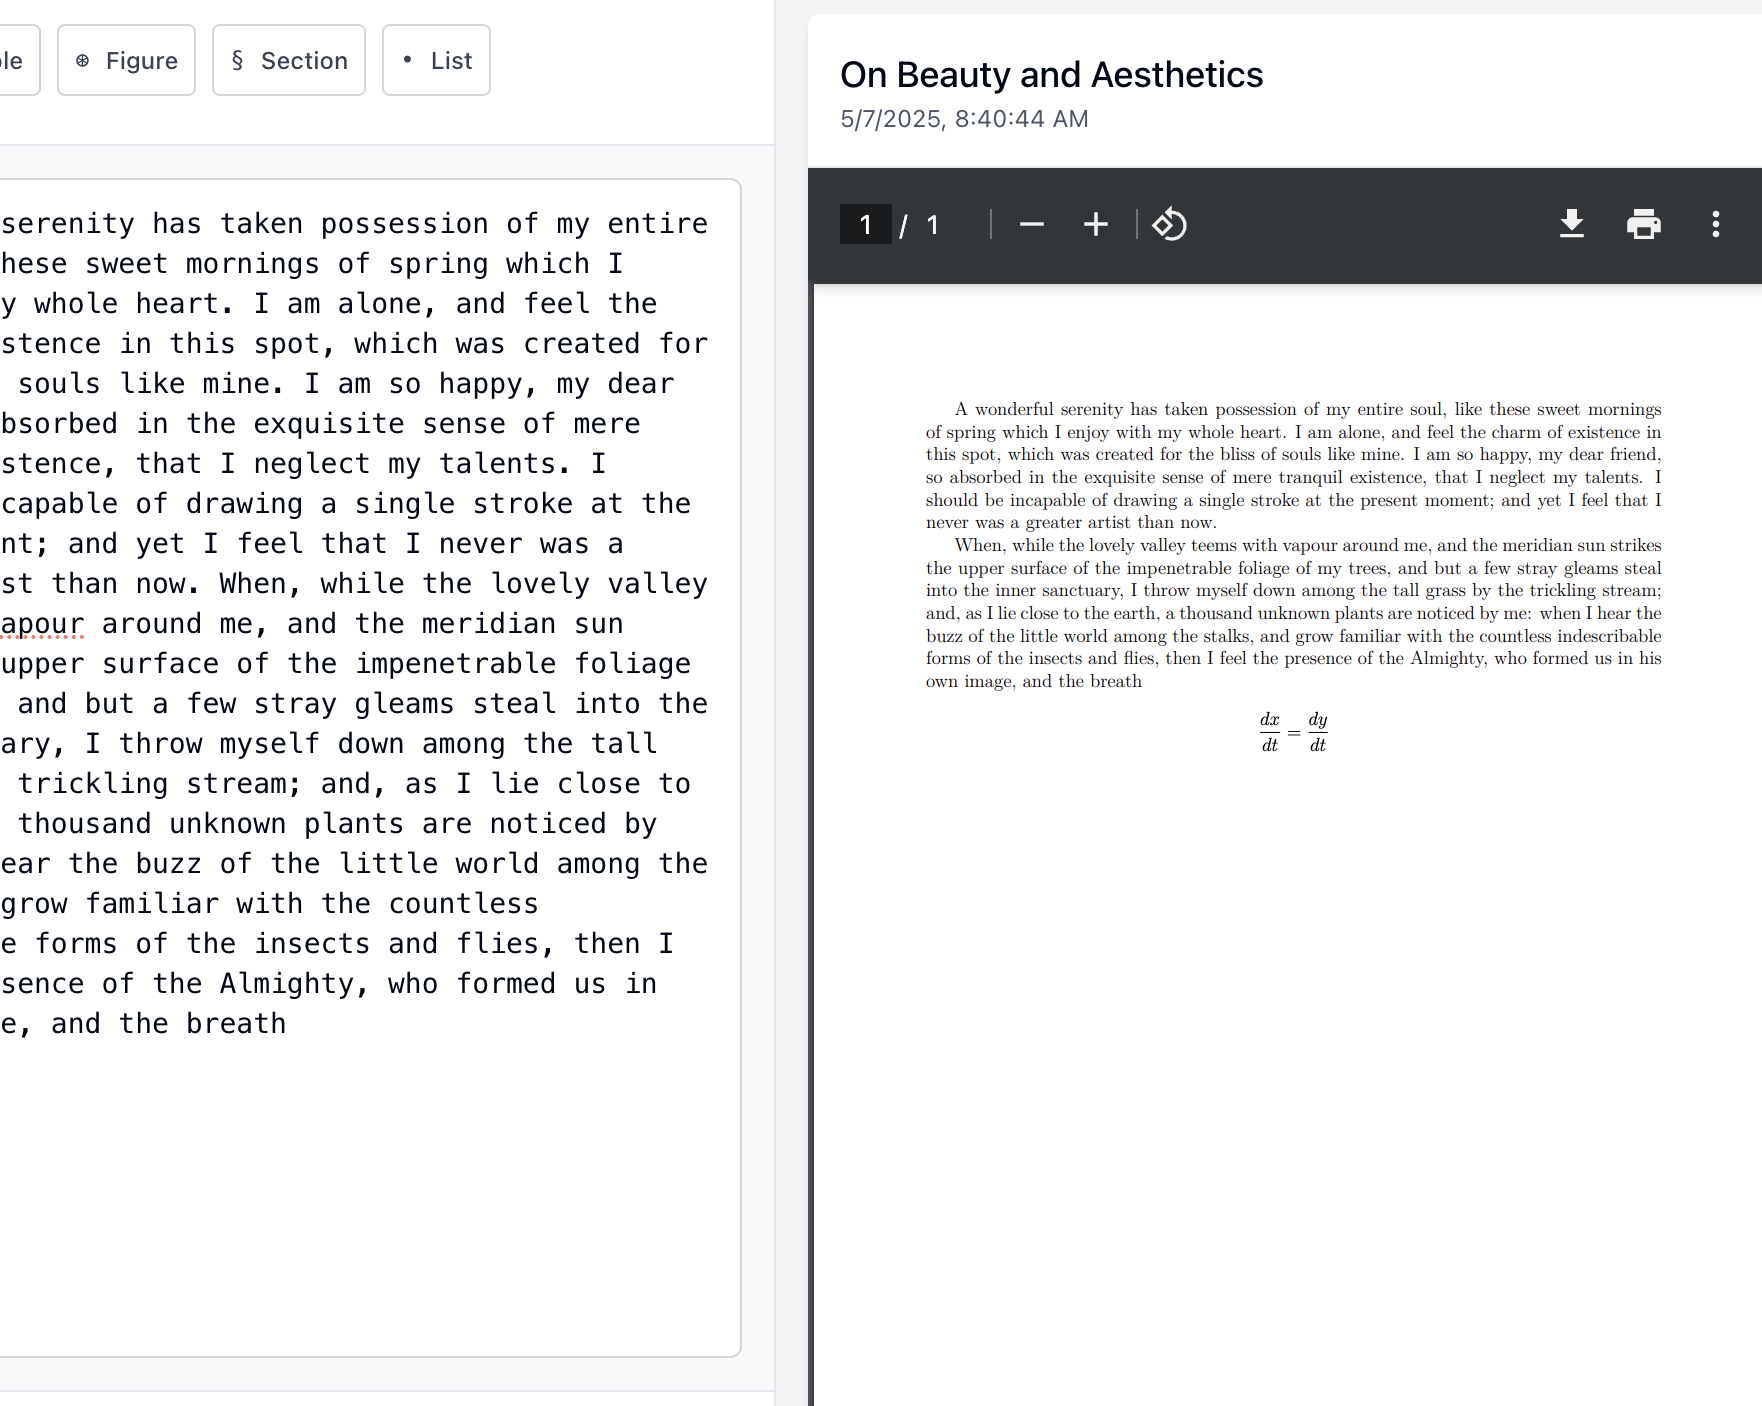 le
Figure
§ Section
• List
serenity has taken possession of my entire
hese sweet mornings of spring which I
y whole heart. I am alone, and feel the
stence in this spot, which was created for
souls like mine. I am so happy, my dear
bsorbed in the exquisite sense of mere
stence, that I neglect my talents. I
capable of drawing a single stroke at the
nt; and yet I feel that I never was a
st than now. When, while the lovely valley
apour around me, and the meridian sun
upper surface of the impenetrable foliage
and but a few stray gleams steal into the
ary, I throw myself down among the tall
trickling stream; and, as I lie close to
thousand unknown plants are noticed by
ear the buzz of the little world among the
grow familiar with the countless
e forms of the insects and flies, then I
sence of the Almighty, who formed us in
e, and the breath
On Beauty and Aesthetics
5/7/2025, 8:40:44 AM
1 / 1
A wonderful serenity has taken possession of my entire soul, like these sweet mornings
of spring which I enjoy with my whole heart. I am alone, and feel the charm of existence in
this spot, which was created for the bliss of souls like mine. I am so happy, my dear friend,
so absorbed in the exquisite sense of mere tranquil existence, that I neglect my talents. I
should be incapable of drawing a single stroke at the present moment; and yet I feel that I
never was a greater artist than now.
When, while the lovely valley teems with vapour around me, and the meridian sun strikes
the upper surface of the impenetrable foliage of my trees, and but a few stray gleams steal
into the inner sanctuary, I throw myself down among the tall grass by the trickling stream;
and, as I lie close to the earth, a thousand unknown plants are noticed by me: when I hear the
buzz of the little world among the stalks, and grow familiar with the countless indescribable
forms of the insects and flies, then I feel the presence of the Almighty, who formed us in his
own image, and the breath
dx/dt = dy/dt